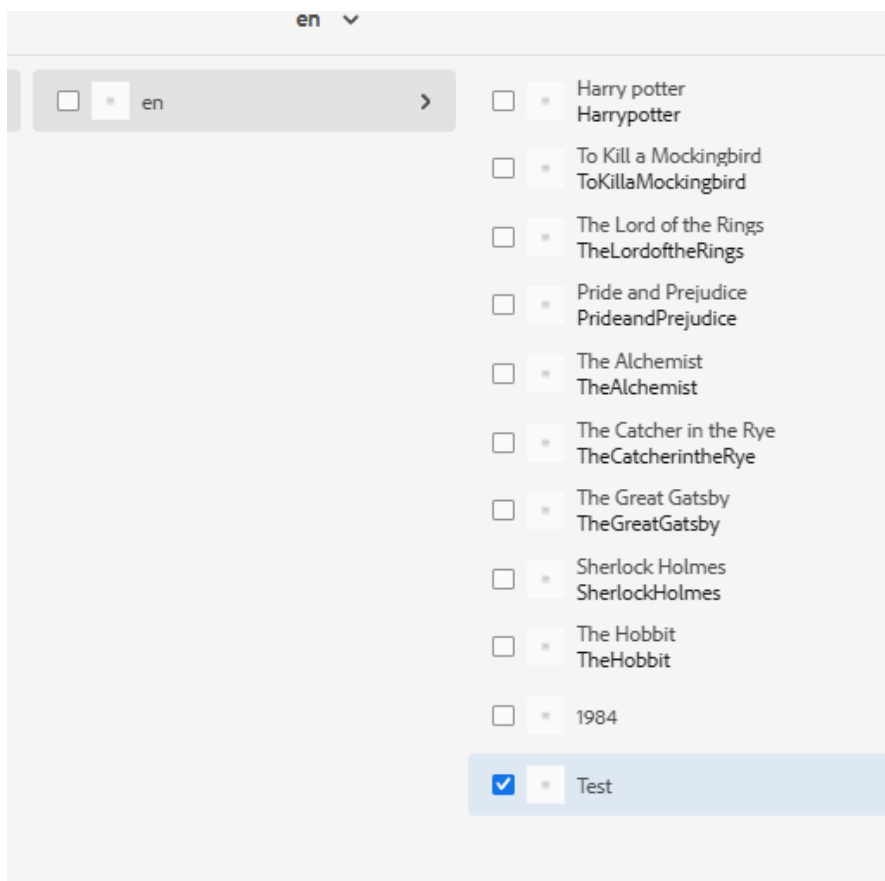 en
en
Harry potter
Harrypotter
To Kill a Mockingbird
ToKillaMockingbird
The Lord of the Rings
TheLordoftheRings
Pride and Prejudice
PrideandPrejudice
The Alchemist
TheAlchemist
The Catcher in the Rye
TheCatcherintheRye
The Great Gatsby
TheGreatGatsby
Sherlock Holmes
SherlockHolmes
The Hobbit
TheHobbit
1984
Test